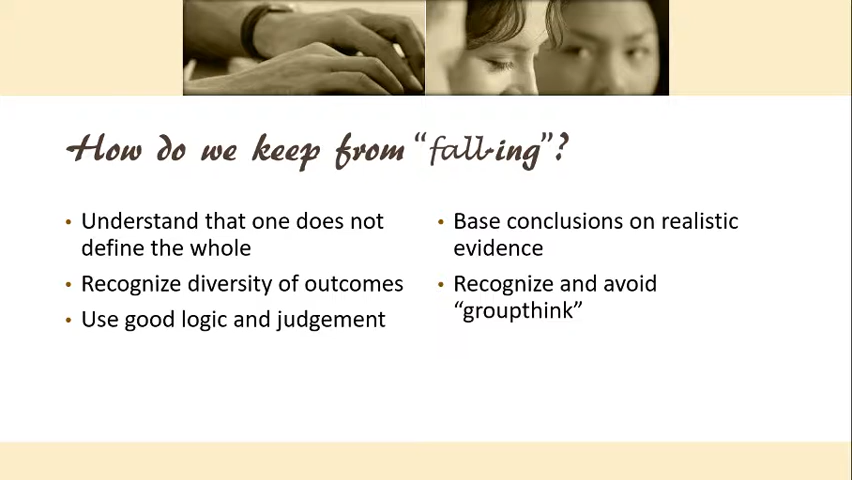 How do we keep from “fall-ing”?
• Understand that one does not
define the whole
• Recognize diversity of outcomes
• Use good logic and judgement
• Base conclusions on realistic
evidence
• Recognize and avoid
“groupthink”